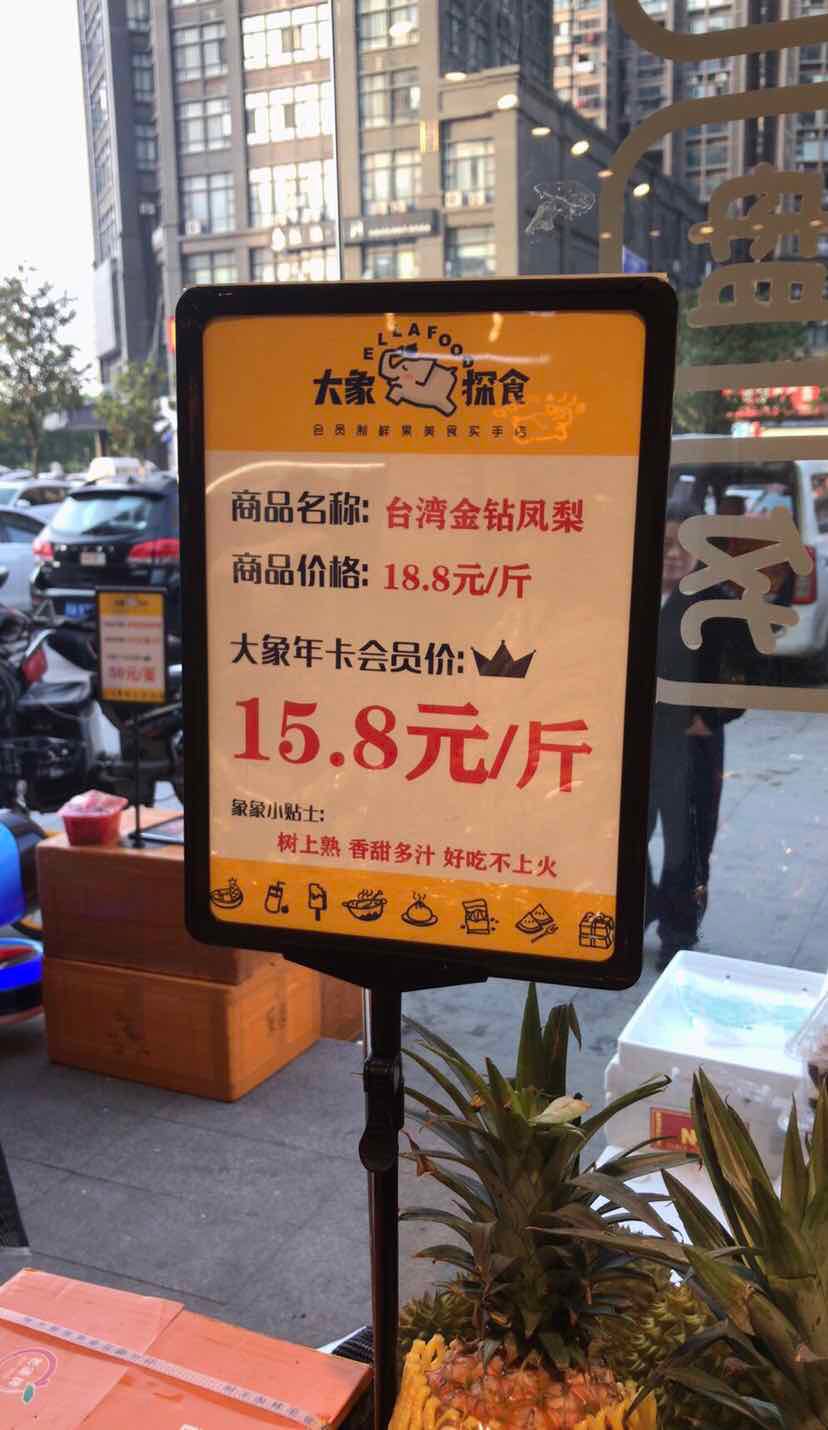 ELLAFOOD
大象 探食
会员制鲜果美食买手店
商品名称: 台湾金钻凤梨
商品价格: 18.8元/斤
大象年卡会员价:
15.8元/斤
象象小贴士:
树上熟 香甜多汁 好吃不上火